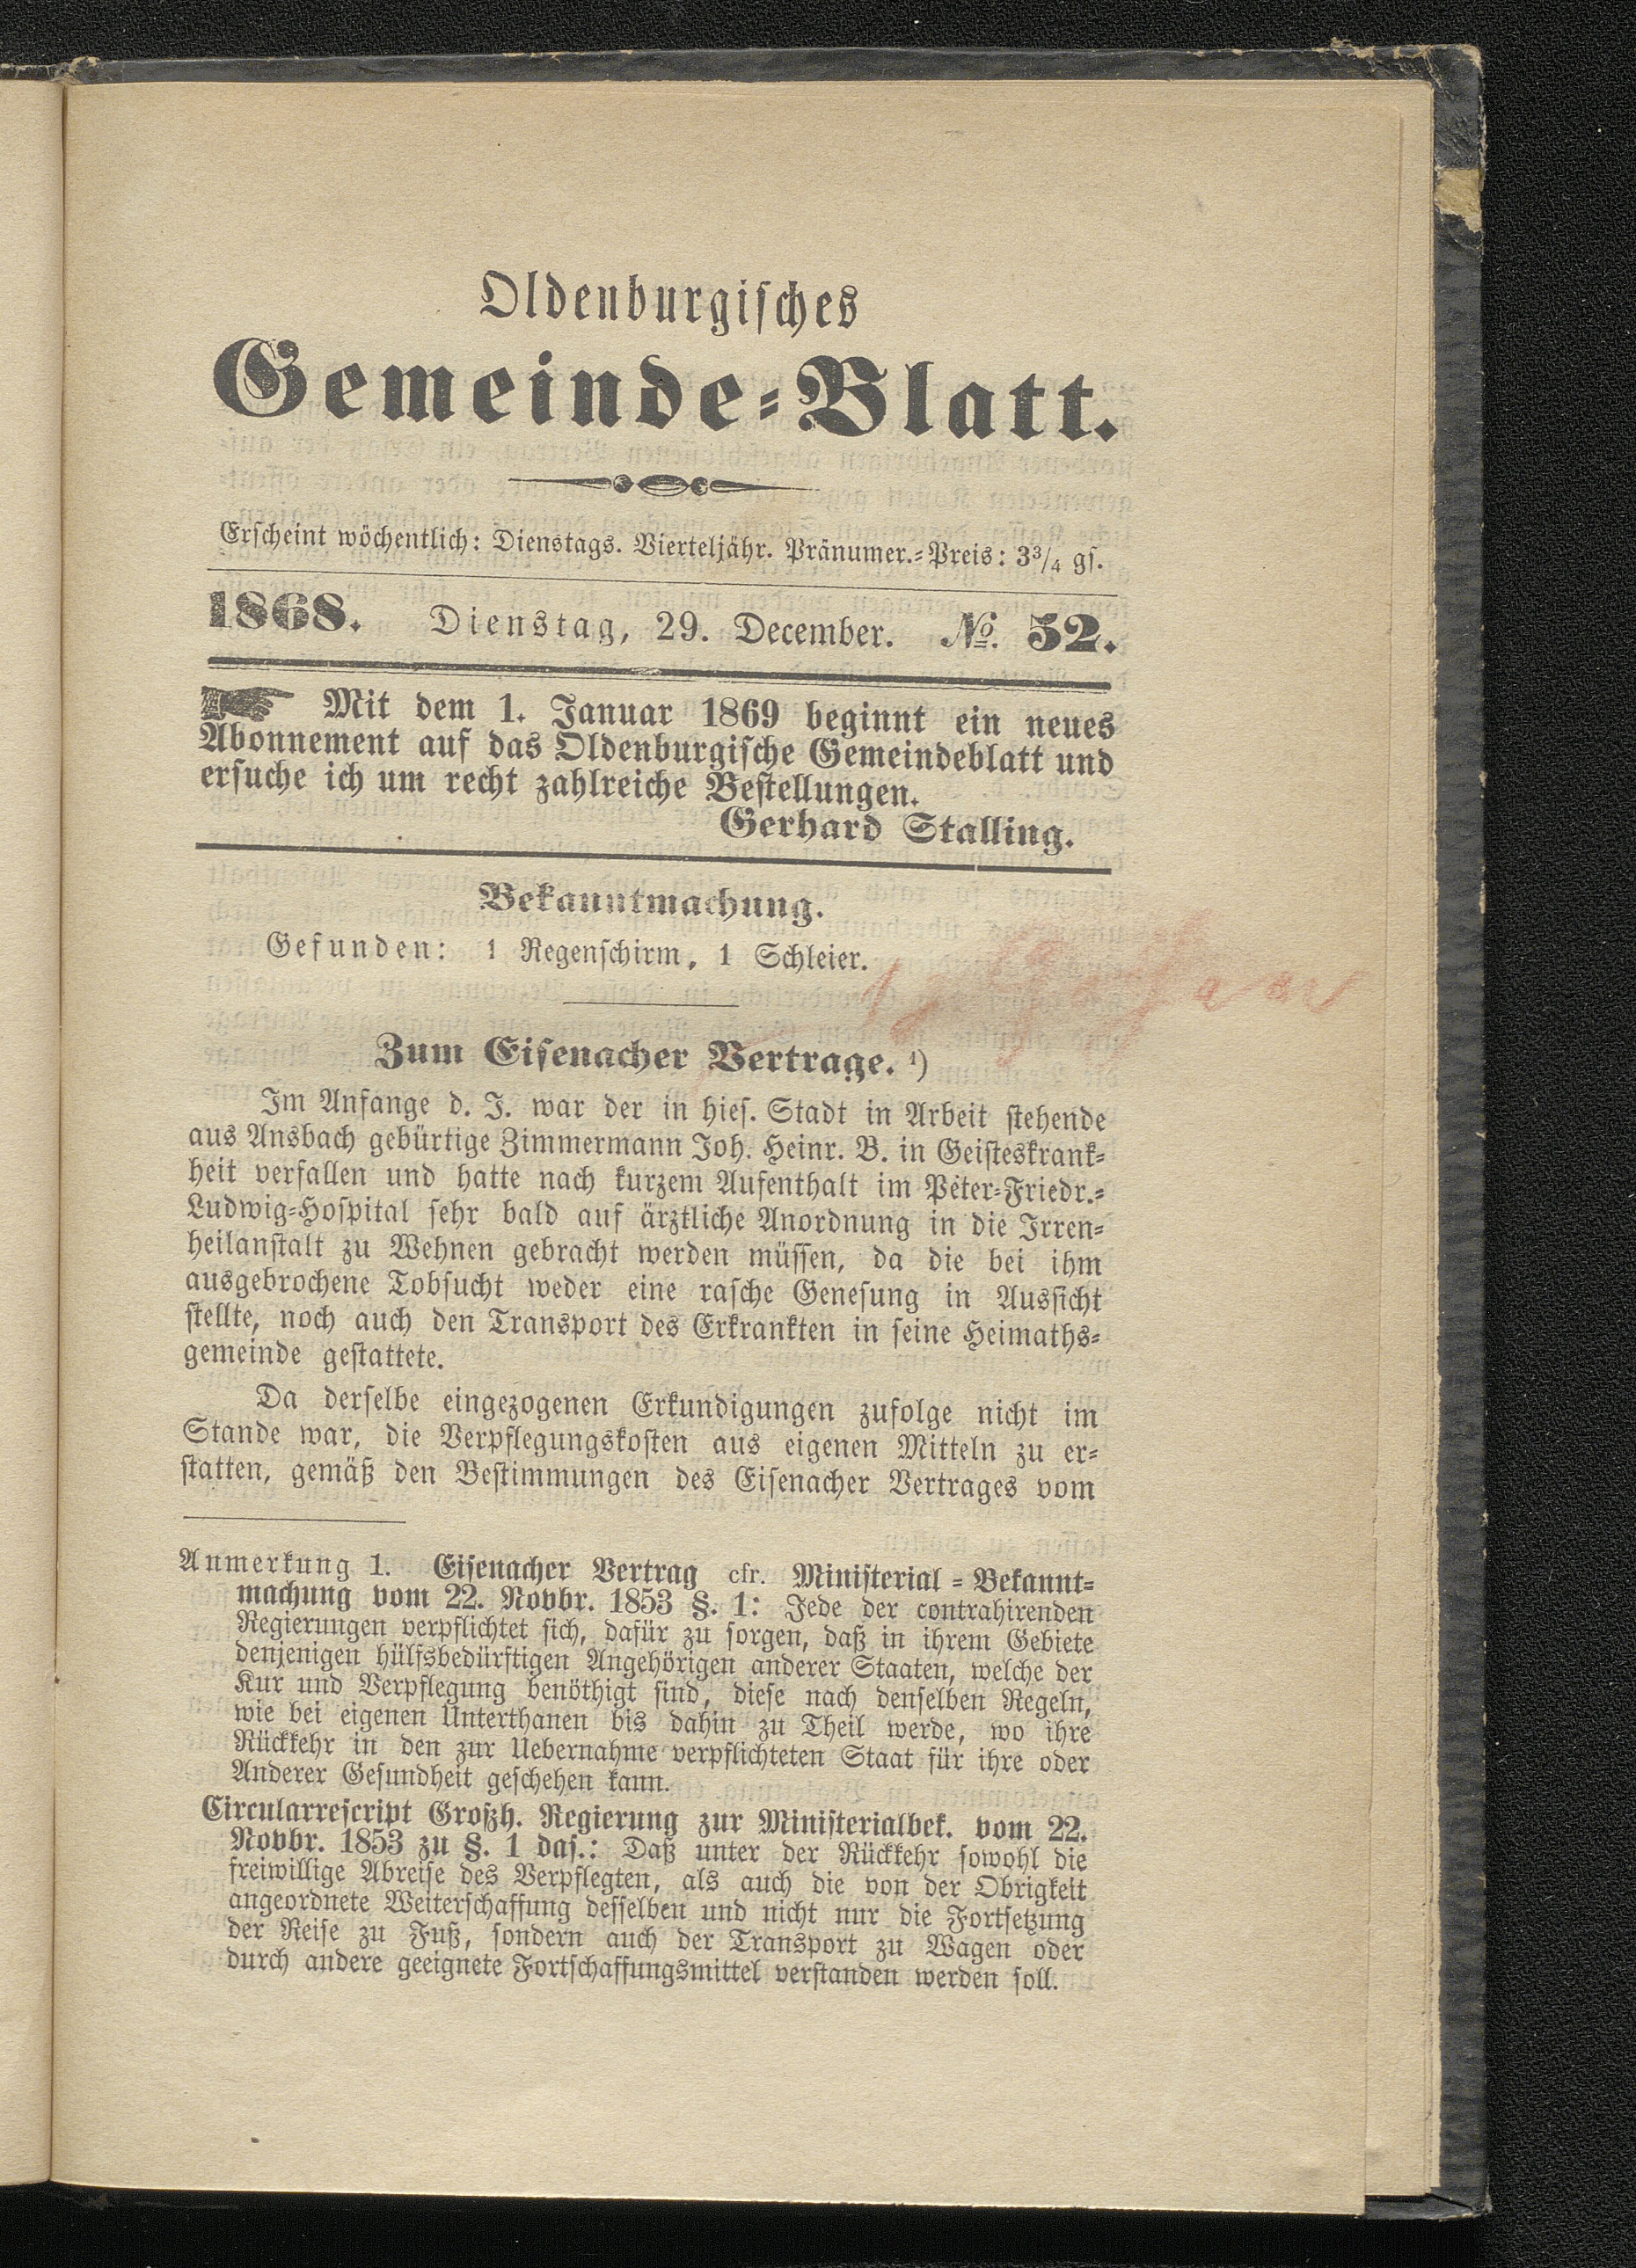 Oldenburgisches
Gemeinde-Blatt.
Erscheint wöchentlich: Dienstags. Vierteljähr. Pränumer.-Preis: 3¾ gs.
1868. Dienstag, 29. December. №. 52.
Mit dem 1. Januar 1869 beginnt ein neues
Abonnement auf das Oldenburgische Gemeindeblatt und
ersuche ich um recht zahlreiche Bestellungen.
Gerhard Stalling.
Bekanntmachung.
Gefunden: 1 Regenschirm, 1 Schleier.
Zum Eisenacher Vertrage. ¹)
Im Anfange d. J. war der in hies. Stadt in Arbeit stehende
aus Ansbach gebürtige Zimmermann Joh. Heinr. B. in Geisteskrank-
heit verfallen und hatte nach kurzem Aufenthalt im Peter-Friedr.-
Ludwig-Hospital sehr bald auf ärztliche Anordnung in die Irren-
heilanstalt zu Wehnen gebracht werden müssen, da die bei ihm
ausgebrochene Tobsucht weder eine rasche Genesung in Aussicht
stellte, noch auch den Transport des Erkrankten in seine Heimaths-
gemeinde gestattete.
Da derselbe eingezogenen Erkundigungen zufolge nicht im
Stande war, die Verpflegungskosten aus eigenen Mitteln zu er-
statten, gemäß den Bestimmungen des Eisenacher Vertrages vom
Anmerkung 1. Eisenacher Vertrag cfr. Ministerial-Bekannt-
machung vom 22. Novbr. 1853 §. 1: Jede der contrahirenden
Regierungen verpflichtet sich, dafür zu sorgen, daß in ihrem Gebiete
denjenigen hülfsbedürftigen Angehörigen anderer Staaten, welche der
Kur und Verpflegung benöthigt sind, diese nach denselben Regeln,
wie bei eigenen Unterthanen bis dahin zu Theil werde, wo ihre
Rückkehr in den zur Uebernahme verpflichteten Staat für ihre oder
Anderer Gesundheit geschehen kann.
Circularrescript Großh. Regierung zur Ministerialbek. vom 22.
Novbr. 1853 zu §. 1 das.: Daß unter der Rückkehr sowohl die
freiwillige Abreise des Verpflegten, als auch die von der Obrigkeit
angeordnete Weiterschaffung desselben und nicht nur die Fortsetzung
der Reise zu Fuß, sondern auch der Transport zu Wagen oder
durch andere geeignete Fortschaffungsmittel verstanden werden soll.